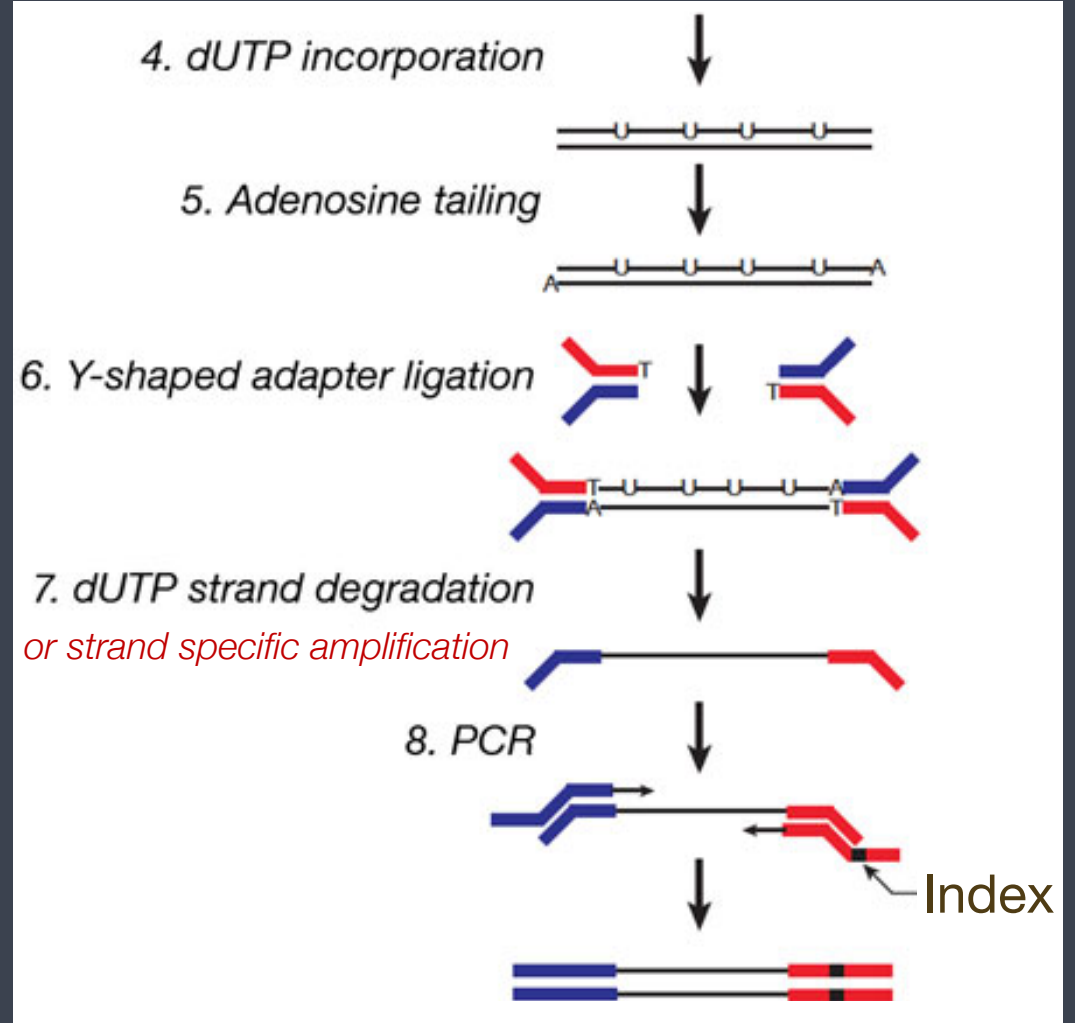 4. dUTP incorporation
U U U U
5. Adenosine tailing
U U U U A
A
6. Y-shaped adapter ligation
T
T
T U U U U A
A T
7. dUTP strand degradation
or strand specific amplification
8. PCR
Index